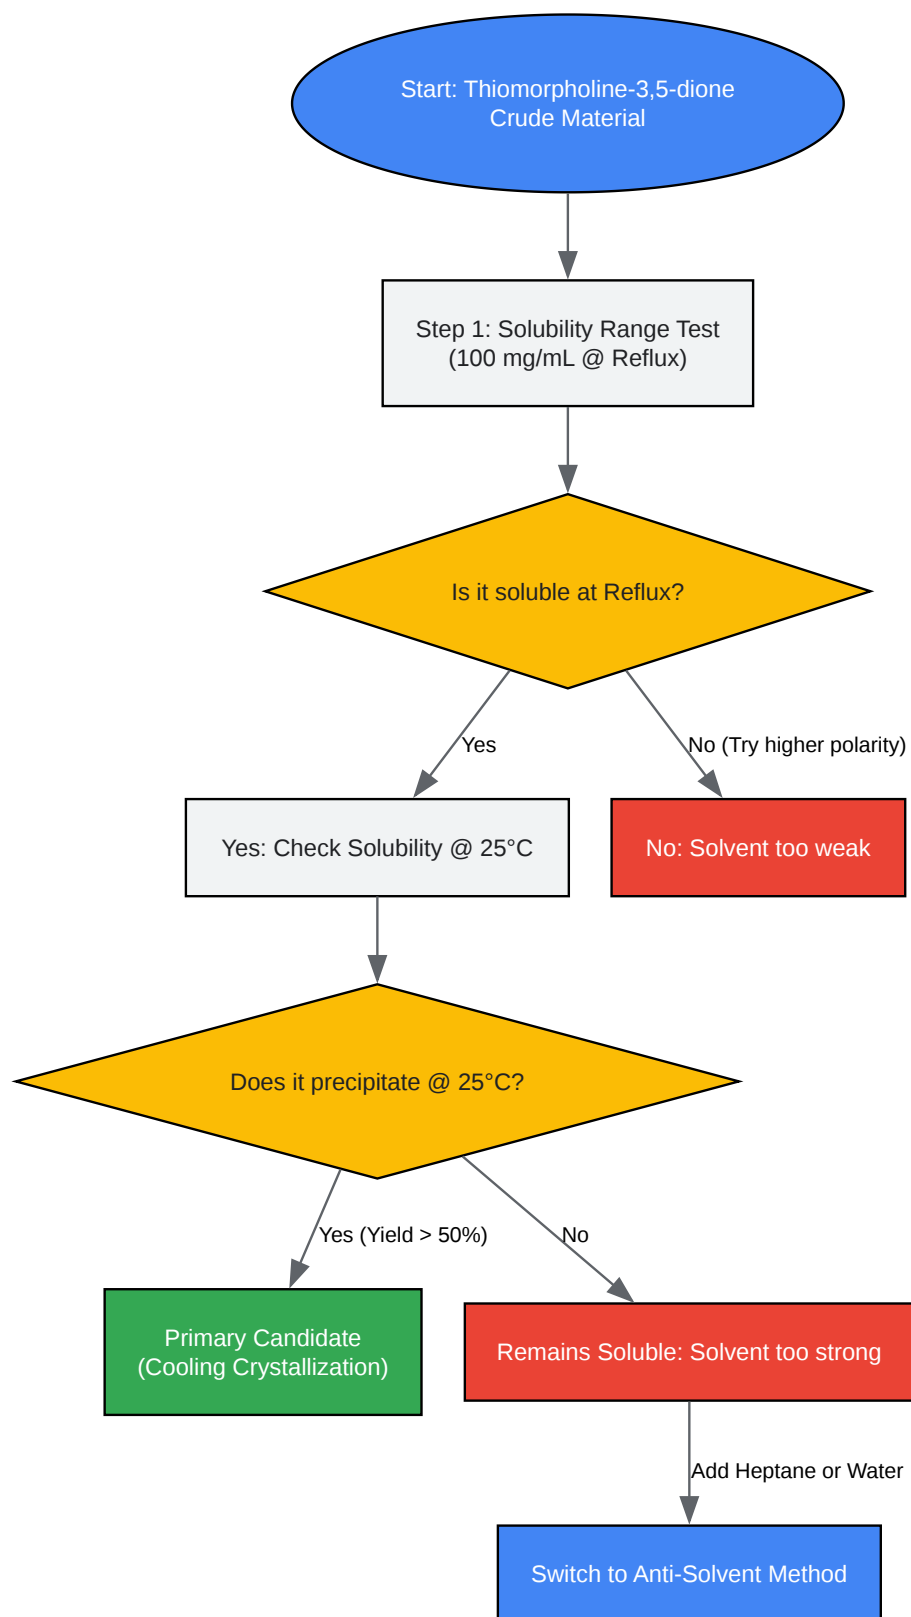 Start: Thiomorpholine-3,5-dione
Crude Material
Step 1: Solubility Range Test
(100 mg/mL @ Reflux)
Is it soluble at Reflux?
Yes
No (Try higher polarity)
Yes: Check Solubility @ 25°C
No: Solvent too weak
Does it precipitate @ 25°C?
Yes (Yield > 50%)
No
Primary Candidate
(Cooling Crystallization)
Remains Soluble: Solvent too strong
Add Heptane or Water
Switch to Anti-Solvent Method